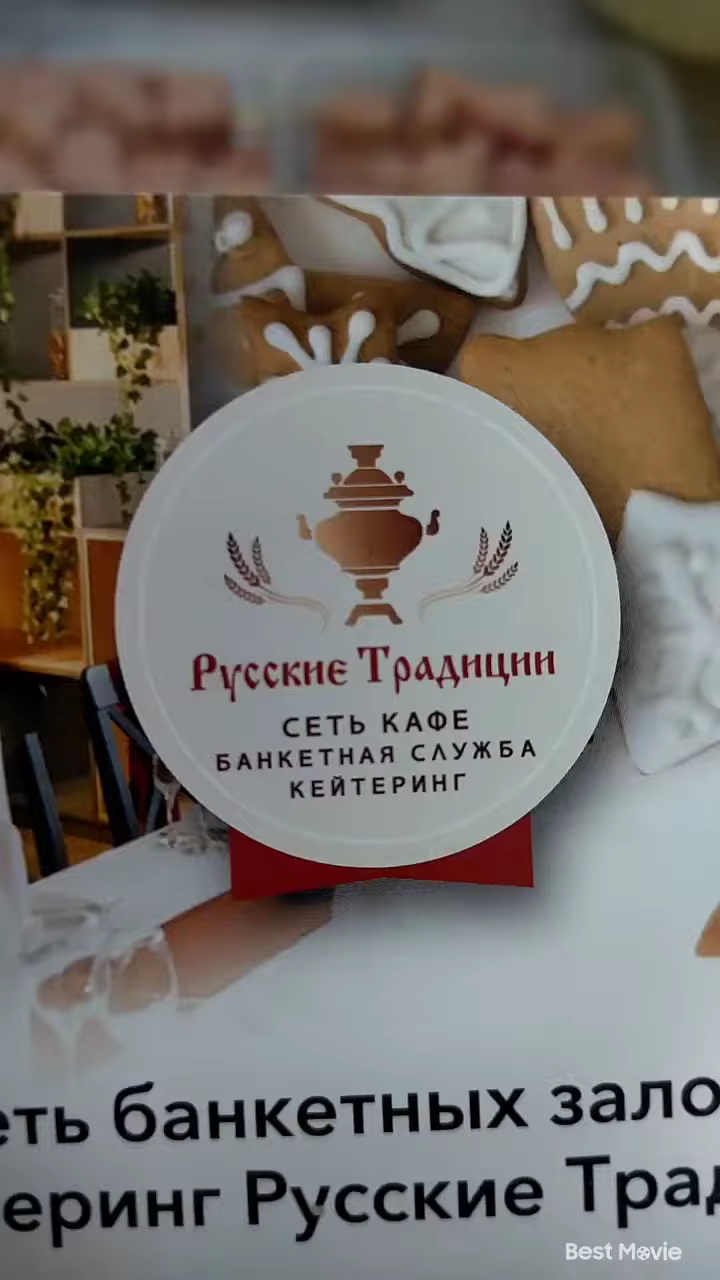 Русские Традиции
СЕТЬ КАФЕ
БАНКЕТНАЯ СЛУЖБА
КЕЙТЕРИНГ
еть банкетных зало
еринг Русские Трад
Best Movie